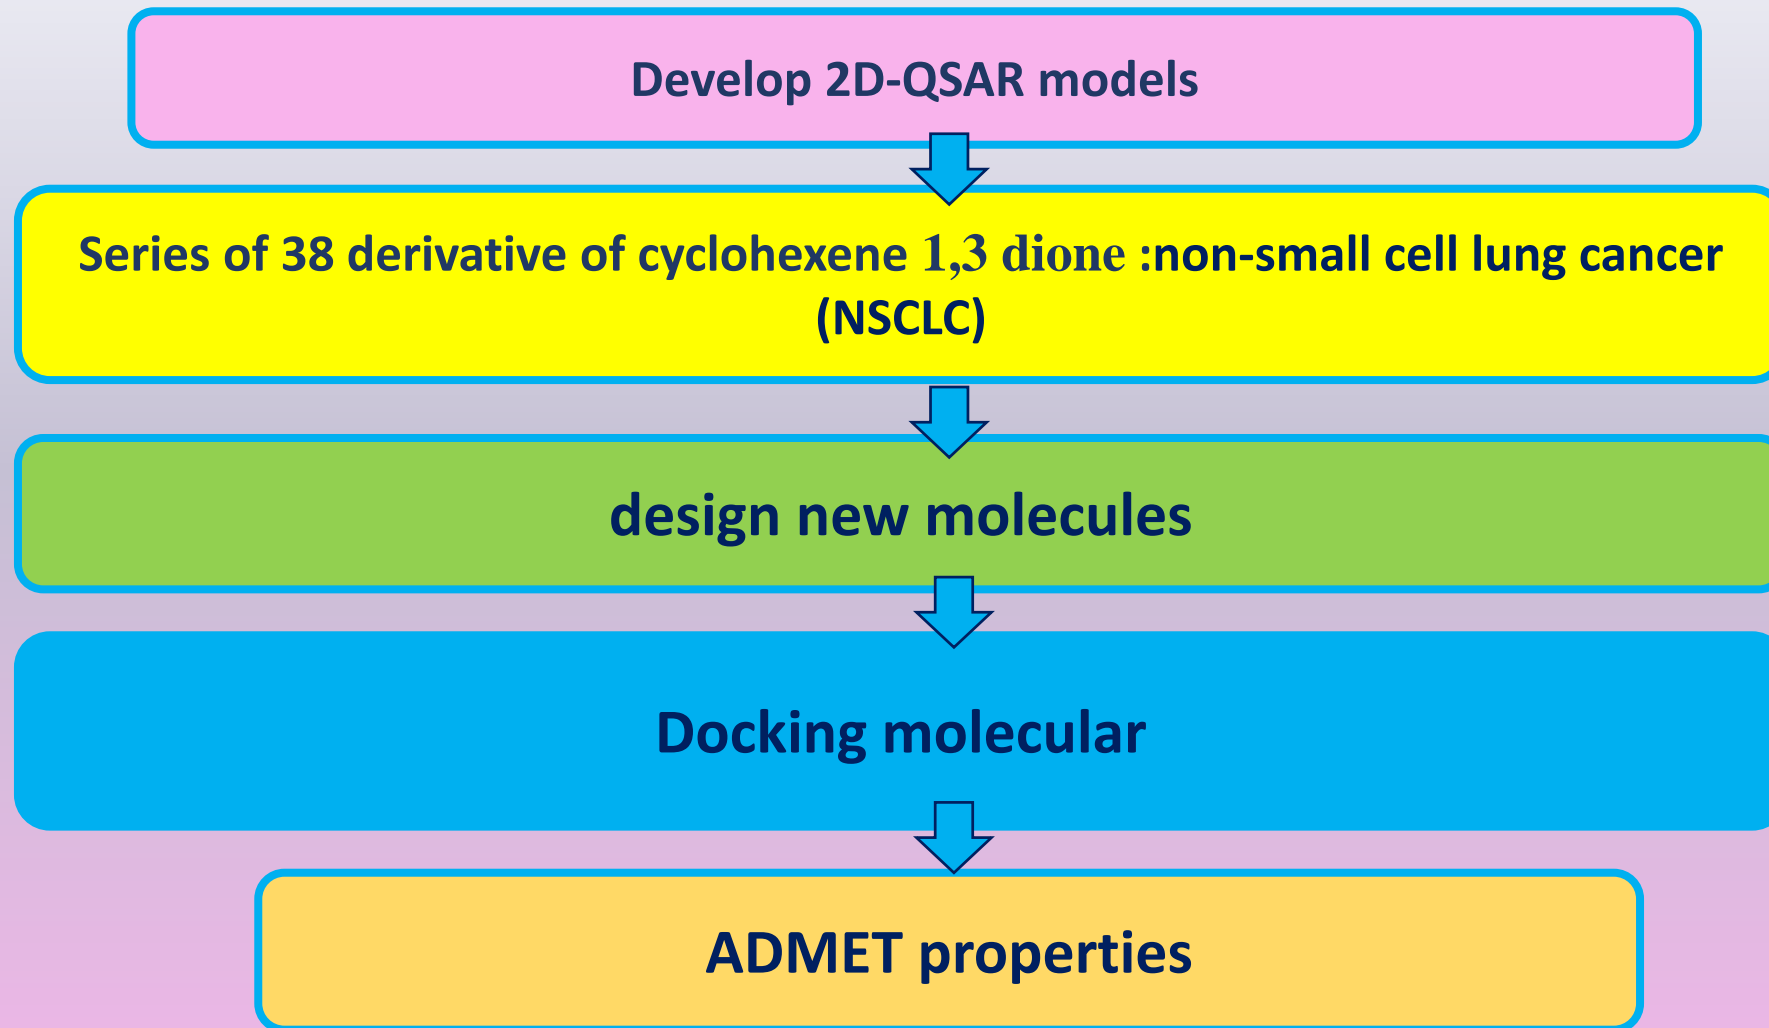 Develop 2D-QSAR models
Series of 38 derivative of cyclohexene 1,3 dione :non-small cell lung cancer
(NSCLC)
design new molecules
Docking molecular
ADMET properties